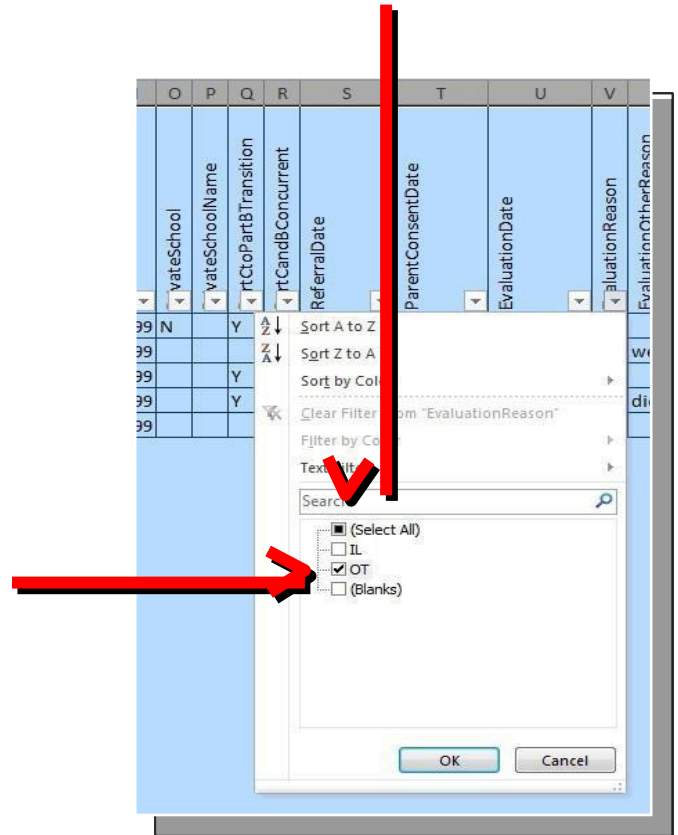 O P Q R S T U V
vateSchool
vateSchoolName
rtCtoPartBTransition
rtCandBConcurrent
ReferralDate
ParentConsentDate
EvaluationDate
aluationReason
EvaluationOtherReason
99 N Y
99 we
99 Y
99 Y di
99
Sort A to Z
Sort Z to A
Sort by Col
Clear Filter om "EvaluationReason"
Filter by Co
Text Filte
Searc
(Select All)
IL
OT
(Blanks)
OK Cancel